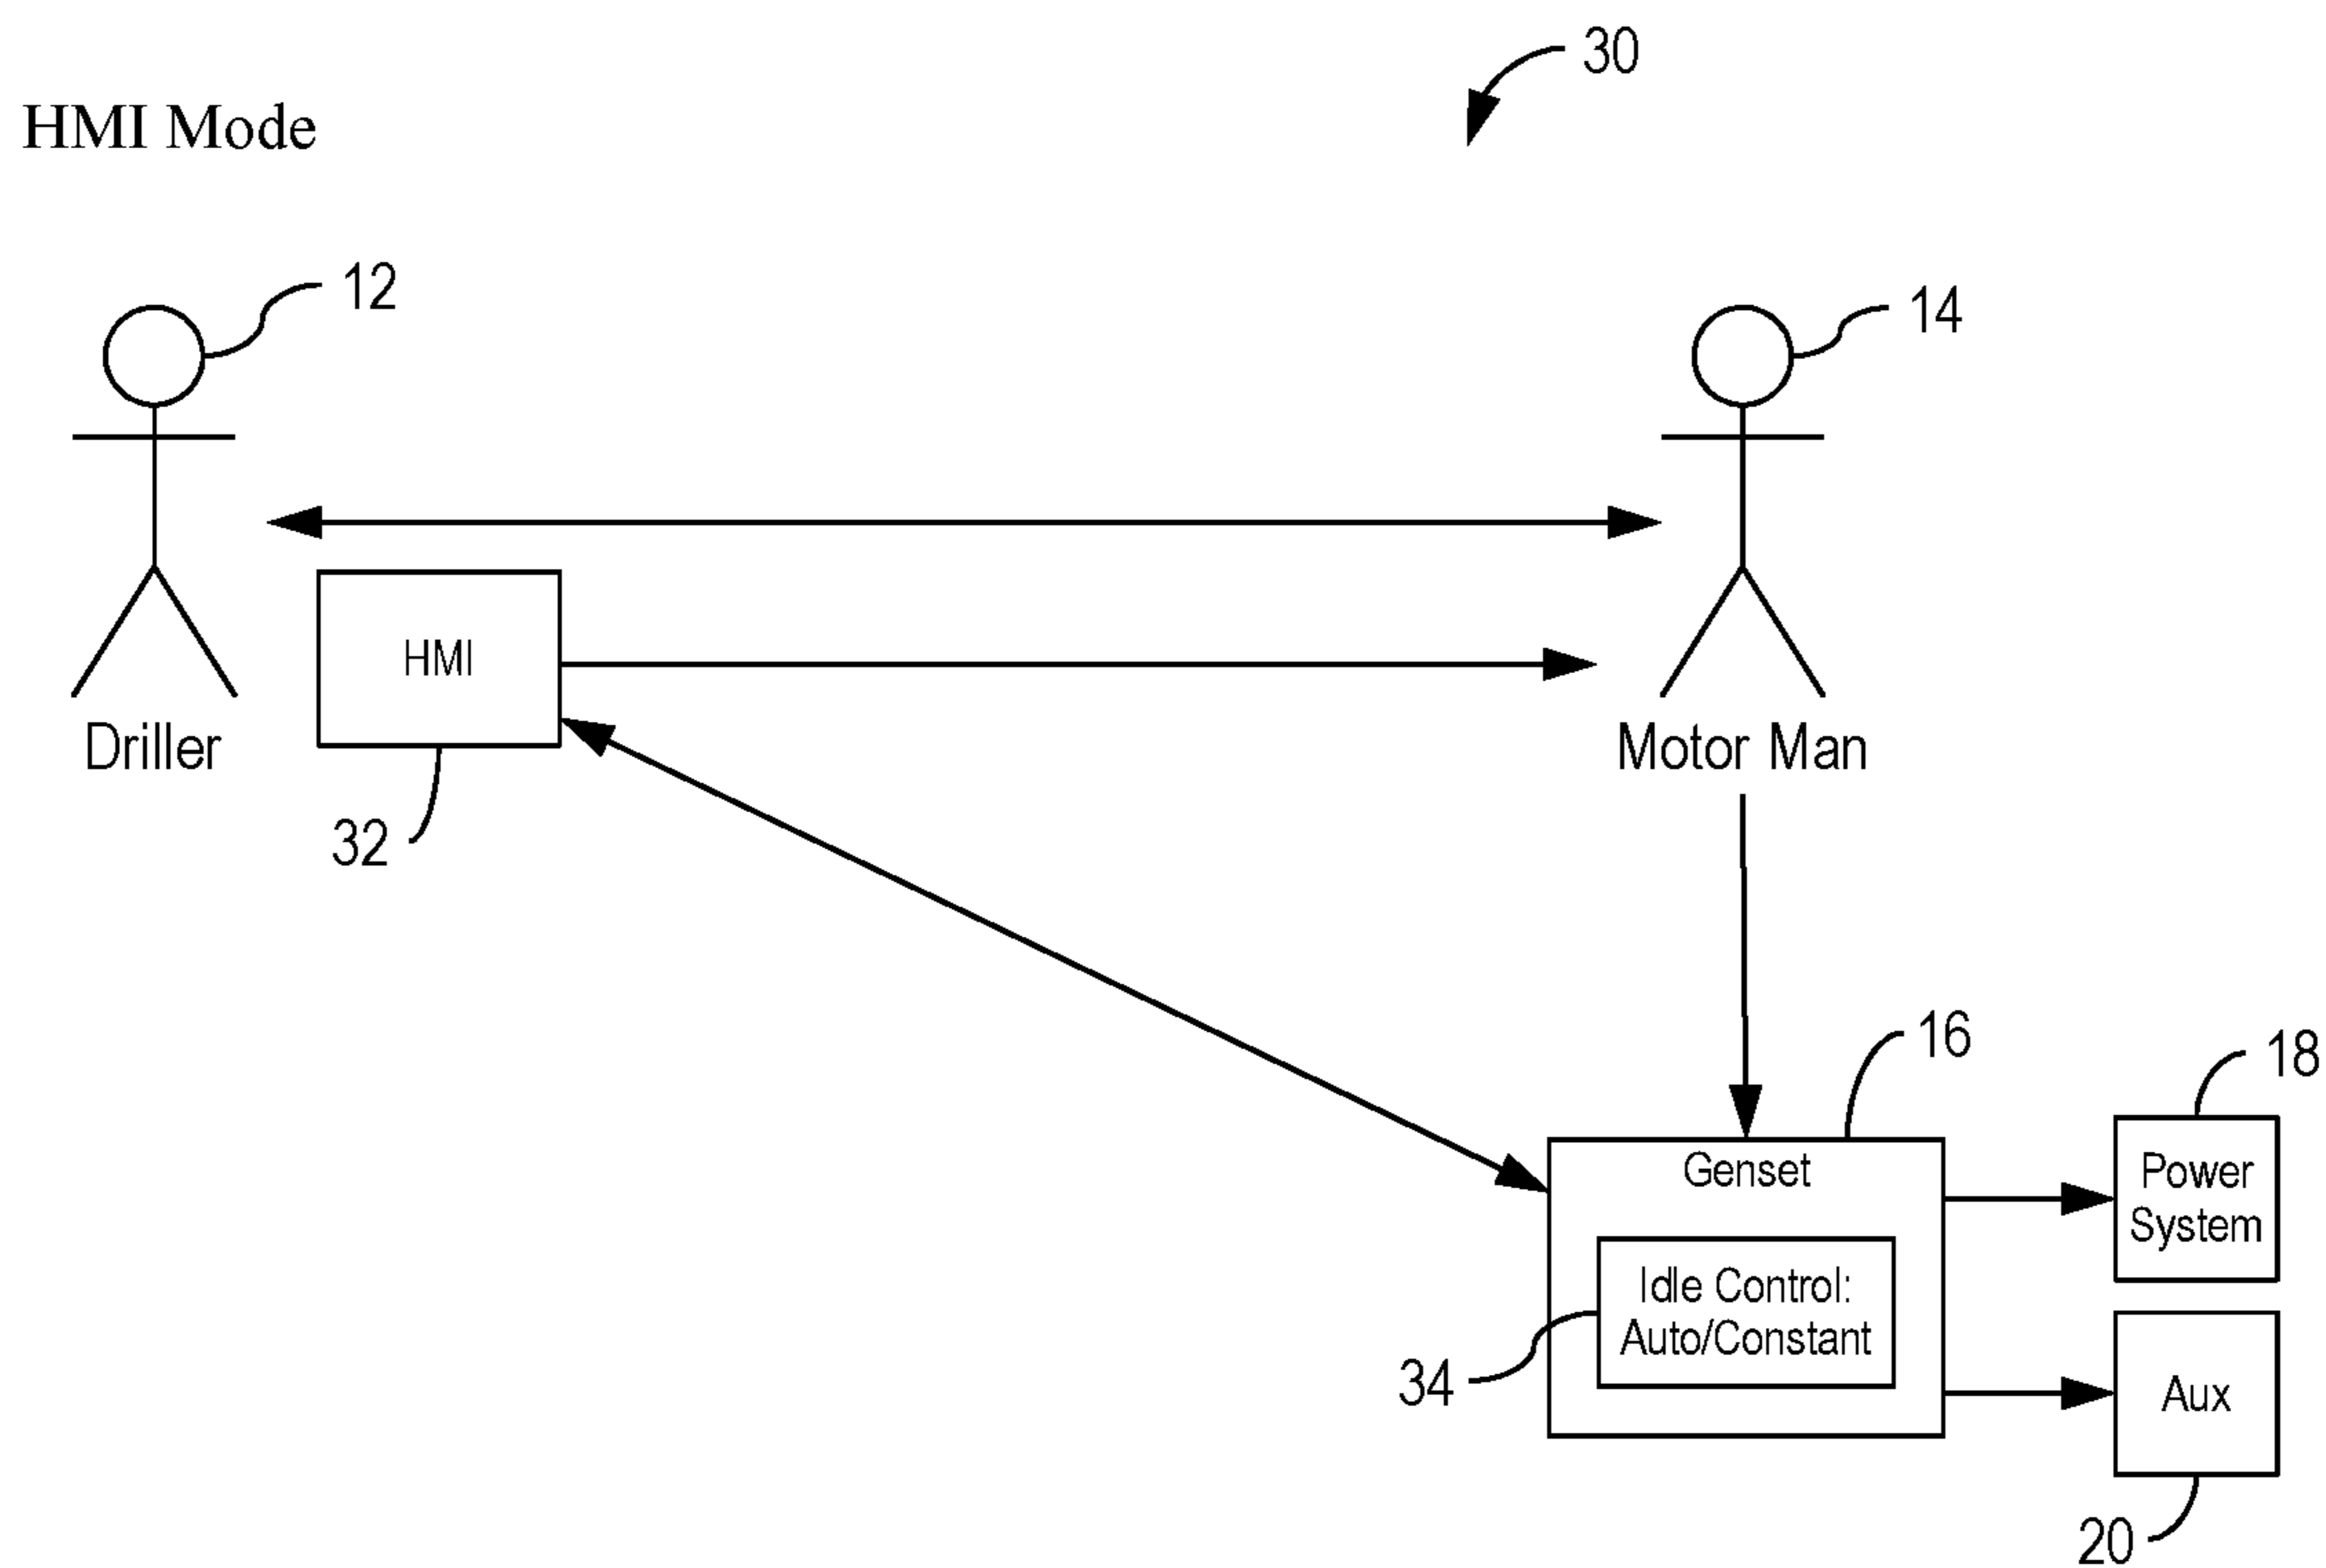 30
HMI Mode
12
14
HMI
Driller
Motor Man
32
16
18
Genset
Power
System
Idle Control:
Auto/Constant
34
Aux
20